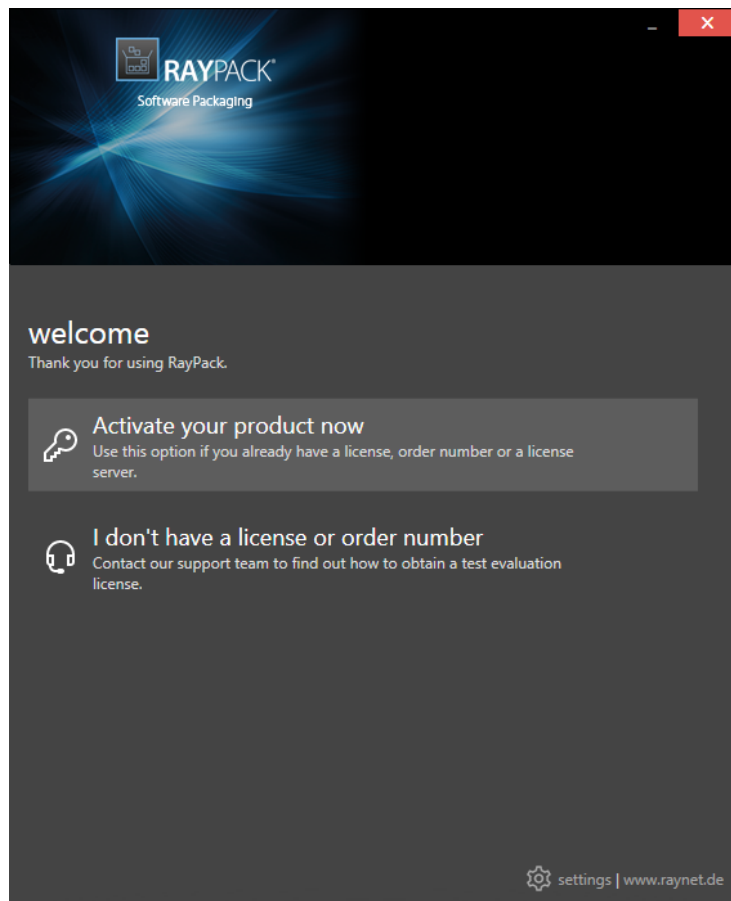 RAYPACK®
Software Packaging
welcome
Thank you for using RayPack.
Activate your product now
Use this option if you already have a license, order number or a license
server.
I don't have a license or order number
Contact our support team to find out how to obtain a test evaluation
license.
settings | www.raynet.de